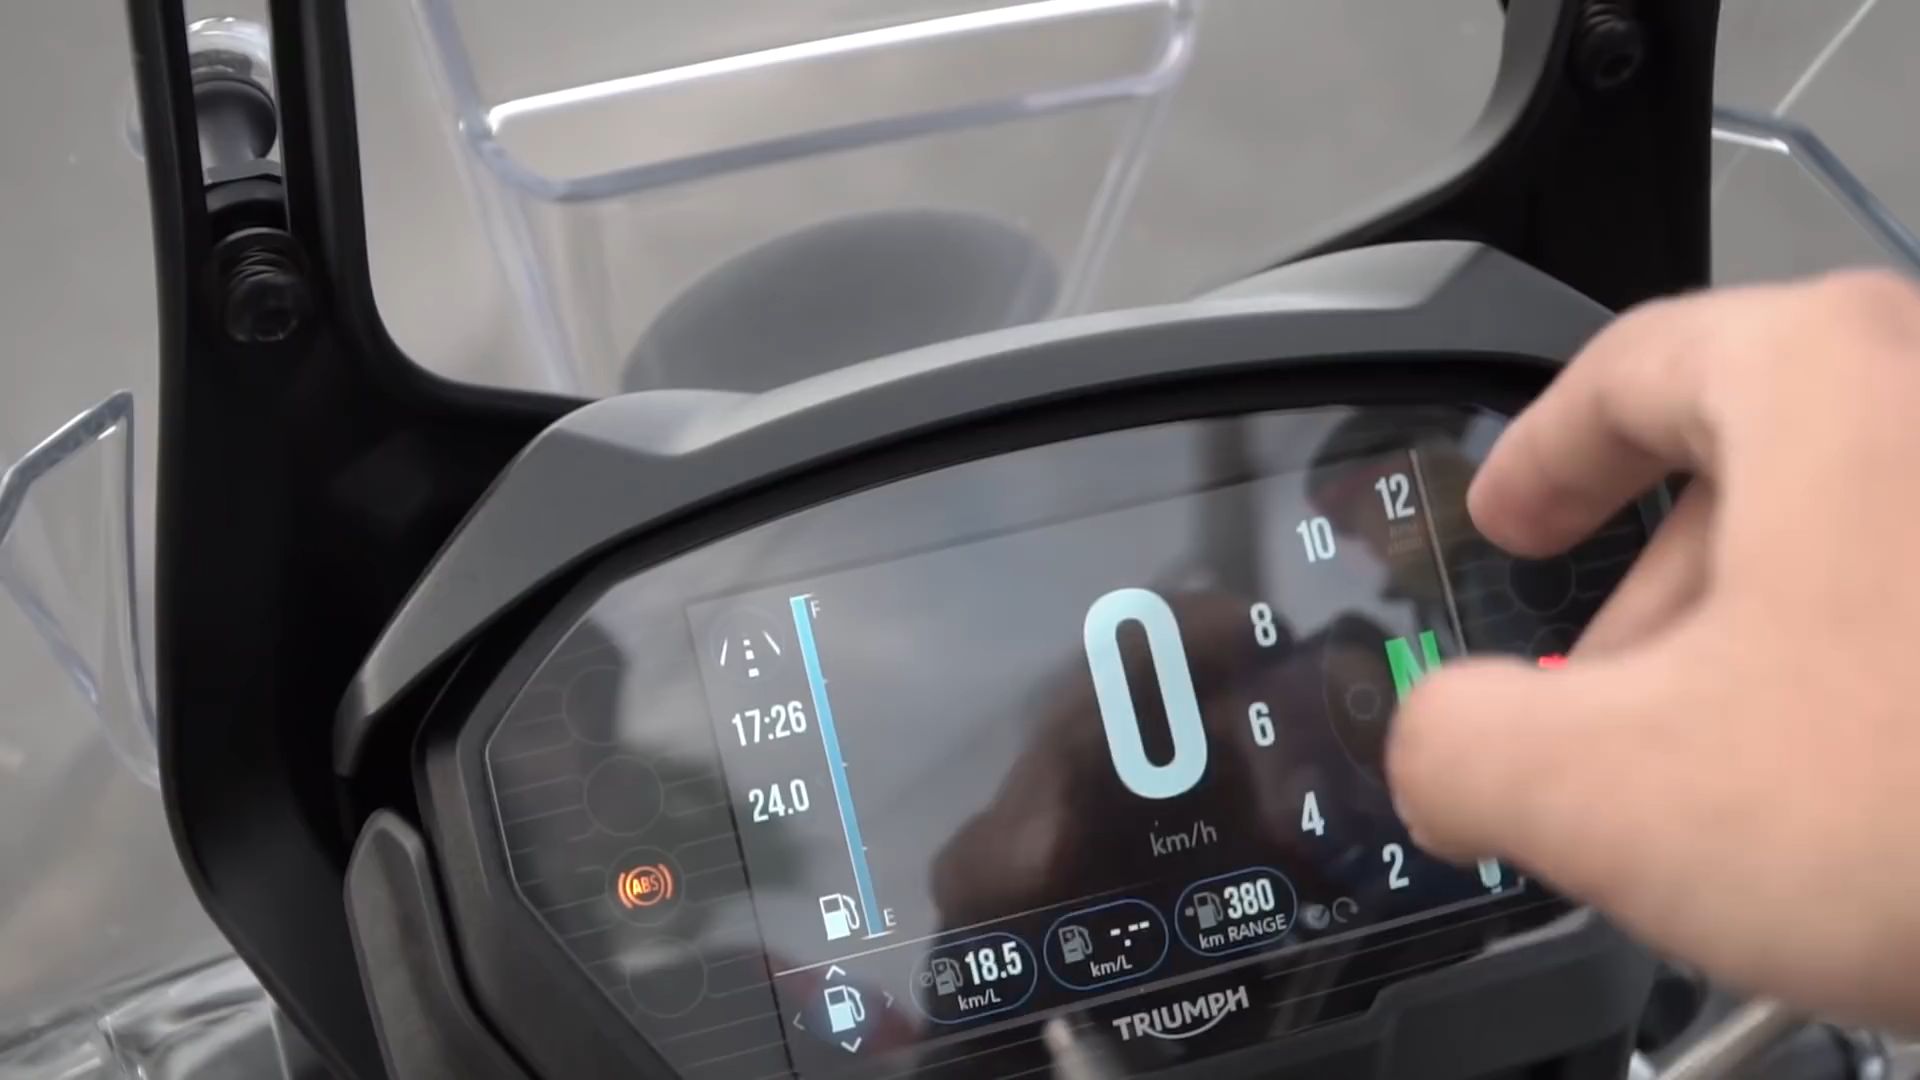 12
10
F
0
8
N
17:26
6
24.0
4
km/h
2
ABS
E
18.5
km/L
-.--
km/L
380
km RANGE
TRIUMPH